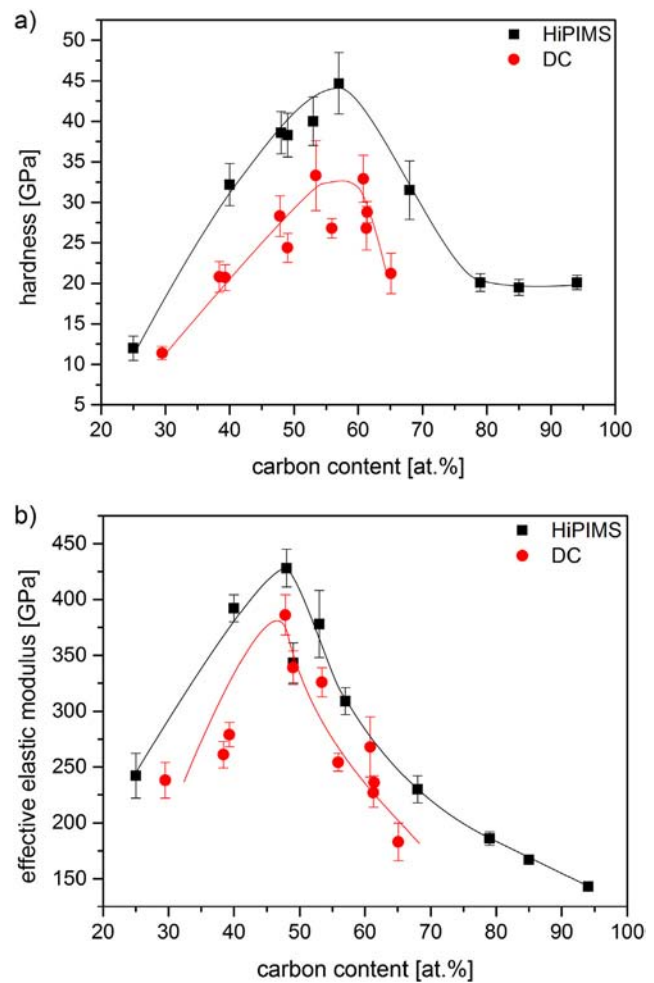 a)
HiPIMS
DC
hardness [GPa]
50
45
40
35
30
25
20
15
10
5
20 30 40 50 60 70 80 90 100
carbon content [at.%]
b)
HiPIMS
DC
effective elastic modulus [GPa]
450
400
350
300
250
200
150
20 30 40 50 60 70 80 90 100
carbon content [at.%]